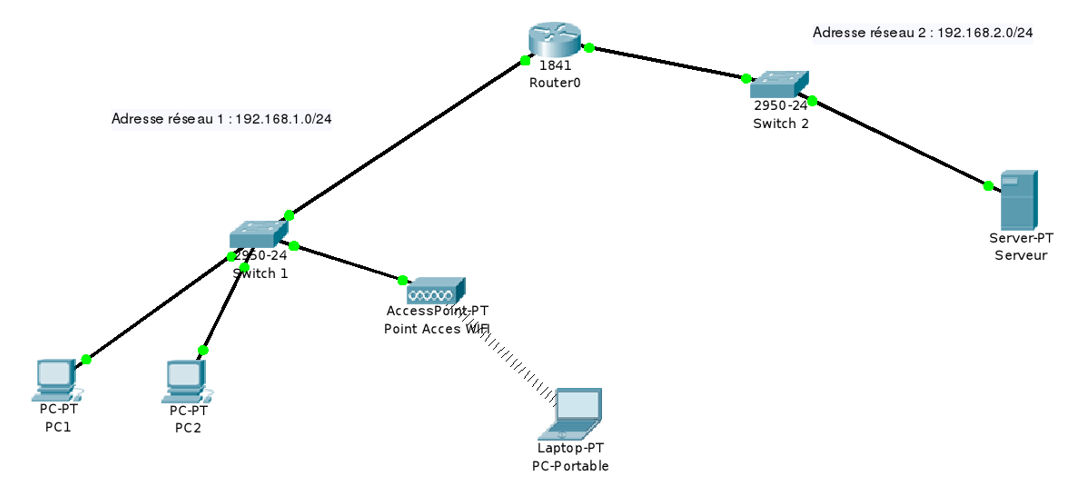 Adresse réseau 2 : 192.168.2.0/24
1841
Router0
2950-24
Switch 2
Adresse réseau 1 : 192.168.1.0/24
Server-PT
Serveur
2950-24
Switch 1
AccessPoint-PT
Point Acces WiFi
PC-PT
PC1
PC-PT
PC2
Laptop-PT
PC-Portable